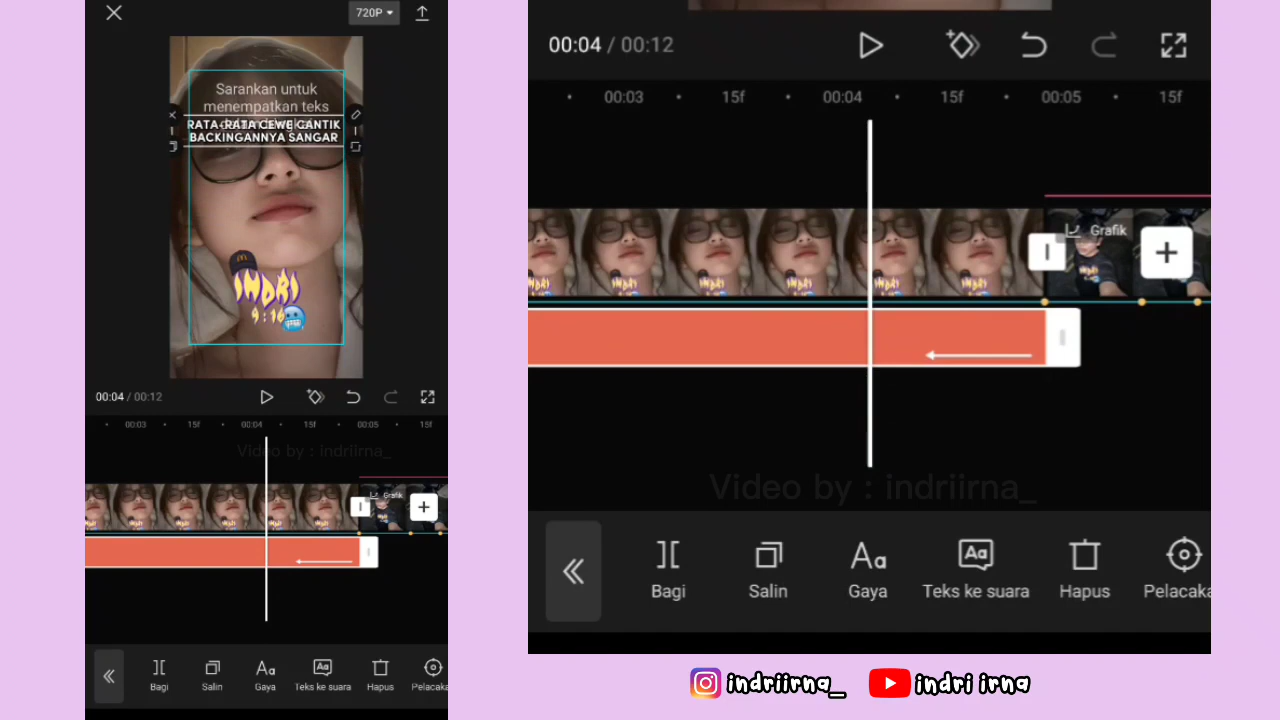 720P
Sarankan untuk
menempatkan teks
RATA-RATA CEWE CANTIK
BACKINGANNYA SANGAR
INDRI
9:16
00:04 / 00:12
00:03 15f 00:04 15f 00:05 15f
Video by : indriirna_
Grafik
Bagi Salin Gaya Teks ke suara Hapus Pelacaka
00:04 / 00:12
00:03 15f 00:04 15f 00:05 15f
Grafik
INDRI
Video by : indriirna_
Bagi Salin Gaya Teks ke suara Hapus Pelacaka
indriirna_ indri irna